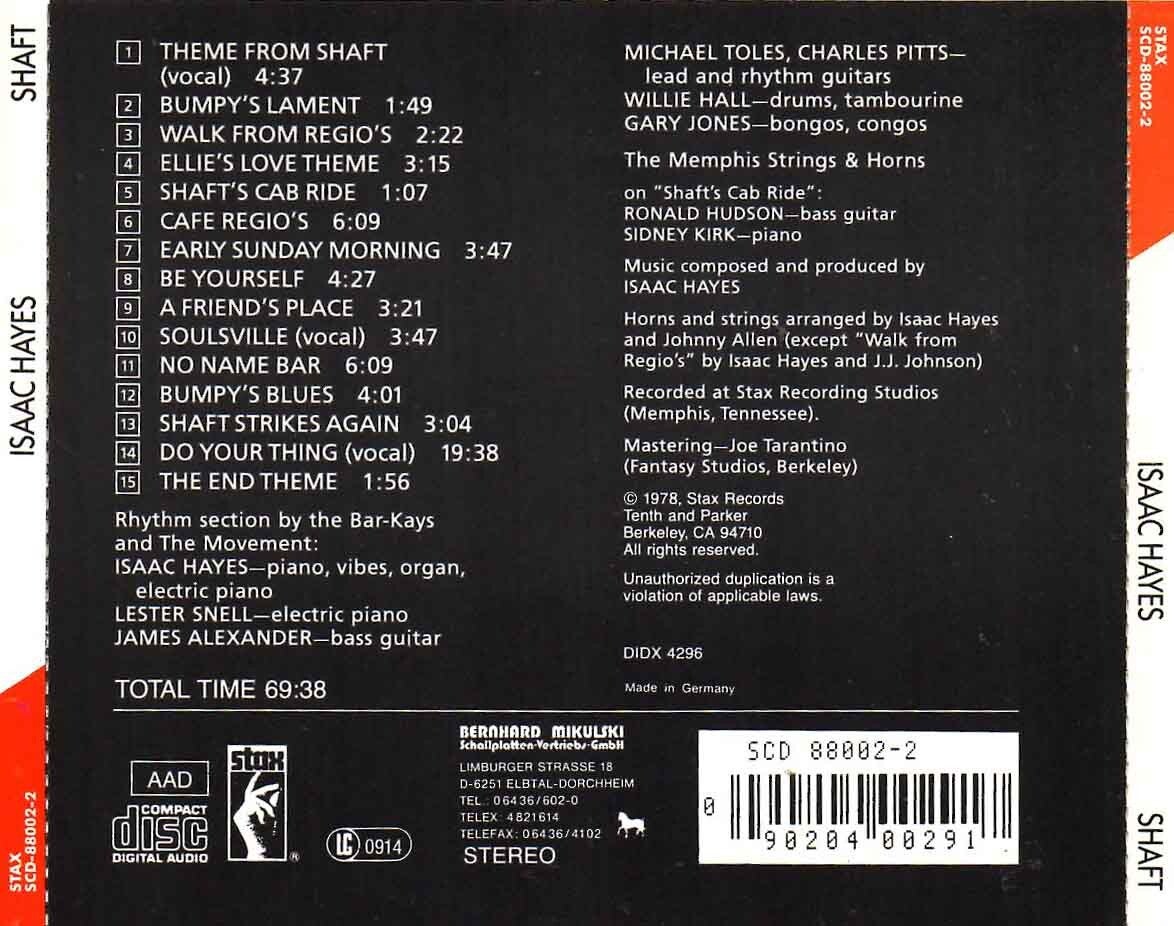 SHAFT
ISAAC HAYES
STAX
SCD-88002-2
1 THEME FROM SHAFT
(vocal) 4:37
2 BUMPY'S LAMENT 1:49
3 WALK FROM REGIO'S 2:22
4 ELLIE'S LOVE THEME 3:15
5 SHAFT'S CAB RIDE 1:07
6 CAFE REGIO'S 6:09
7 EARLY SUNDAY MORNING 3:47
8 BE YOURSELF 4:27
9 A FRIEND'S PLACE 3:21
10 SOULSVILLE (vocal) 3:47
11 NO NAME BAR 6:09
12 BUMPY'S BLUES 4:01
13 SHAFT STRIKES AGAIN 3:04
14 DO YOUR THING (vocal) 19:38
15 THE END THEME 1:56
Rhythm section by the Bar-Kays
and The Movement:
ISAAC HAYES—piano, vibes, organ,
electric piano
LESTER SNELL—electric piano
JAMES ALEXANDER—bass guitar
TOTAL TIME 69:38
MICHAEL TOLES, CHARLES PITTS—
lead and rhythm guitars
WILLIE HALL—drums, tambourine
GARY JONES—bongos, congos
The Memphis Strings & Horns
on "Shaft's Cab Ride":
RONALD HUDSON—bass guitar
SIDNEY KIRK—piano
Music composed and produced by
ISAAC HAYES
Horns and strings arranged by Isaac Hayes
and Johnny Allen (except "Walk from
Regio's" by Isaac Hayes and J.J. Johnson)
Recorded at Stax Recording Studios
(Memphis, Tennessee).
Mastering—Joe Tarantino
(Fantasy Studios, Berkeley)
© 1978, Stax Records
Tenth and Parker
Berkeley, CA 94710
All rights reserved.
Unauthorized duplication is a
violation of applicable laws.
DIDX 4296
Made in Germany
AAD
COMPACT
disc
DIGITAL AUDIO
stax
®
LC 0914
BERNHARD MIKULSKI
Schallplatten-Vertriebs-GmbH
LIMBURGER STRASSE 18
D-6251 ELBTAL-DORCHHEIM
TEL.: 06436/602-0
TELEX: 4821614
TELEFAX: 06436/4102
STEREO
SCD 88002-2
0 90204 00291
STAX
SCD-88002-2
ISAAC HAYES
SHAFT